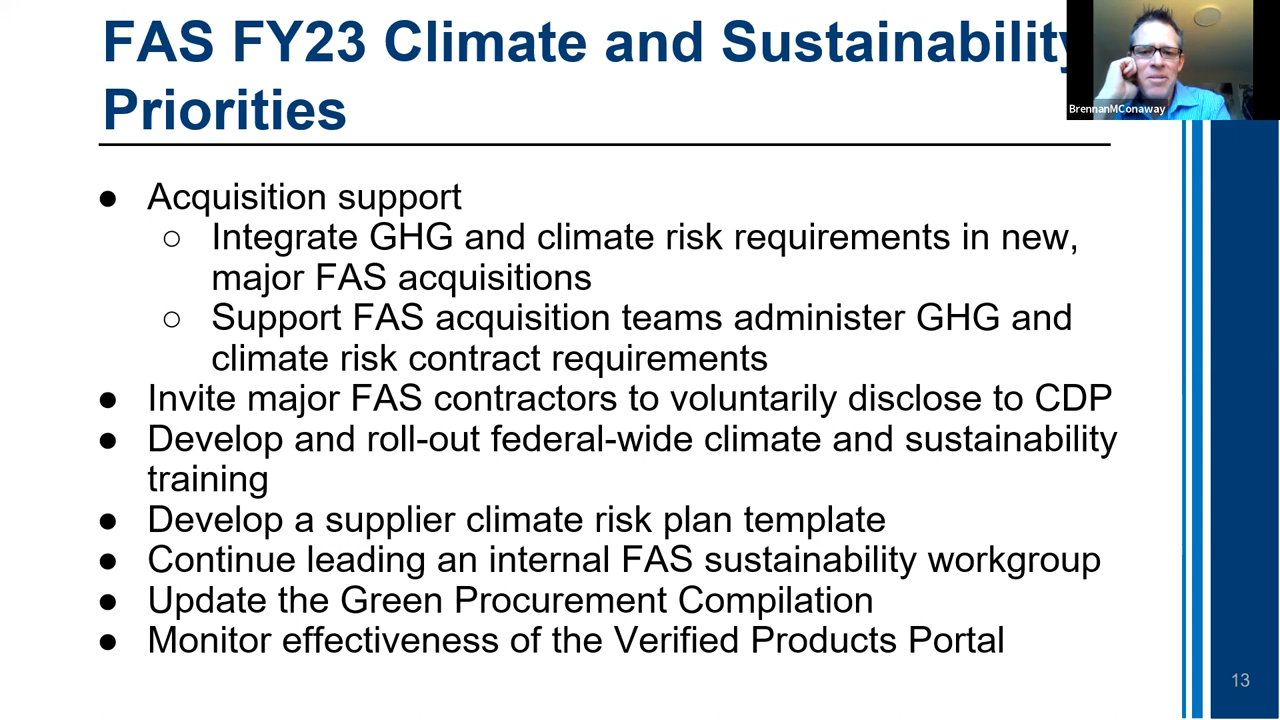 FAS FY23 Climate and Sustainability
Priorities
BrennanMConaway
● Acquisition support
○ Integrate GHG and climate risk requirements in new,
major FAS acquisitions
○ Support FAS acquisition teams administer GHG and
climate risk contract requirements
● Invite major FAS contractors to voluntarily disclose to CDP
● Develop and roll-out federal-wide climate and sustainability
training
● Develop a supplier climate risk plan template
● Continue leading an internal FAS sustainability workgroup
● Update the Green Procurement Compilation
● Monitor effectiveness of the Verified Products Portal
13